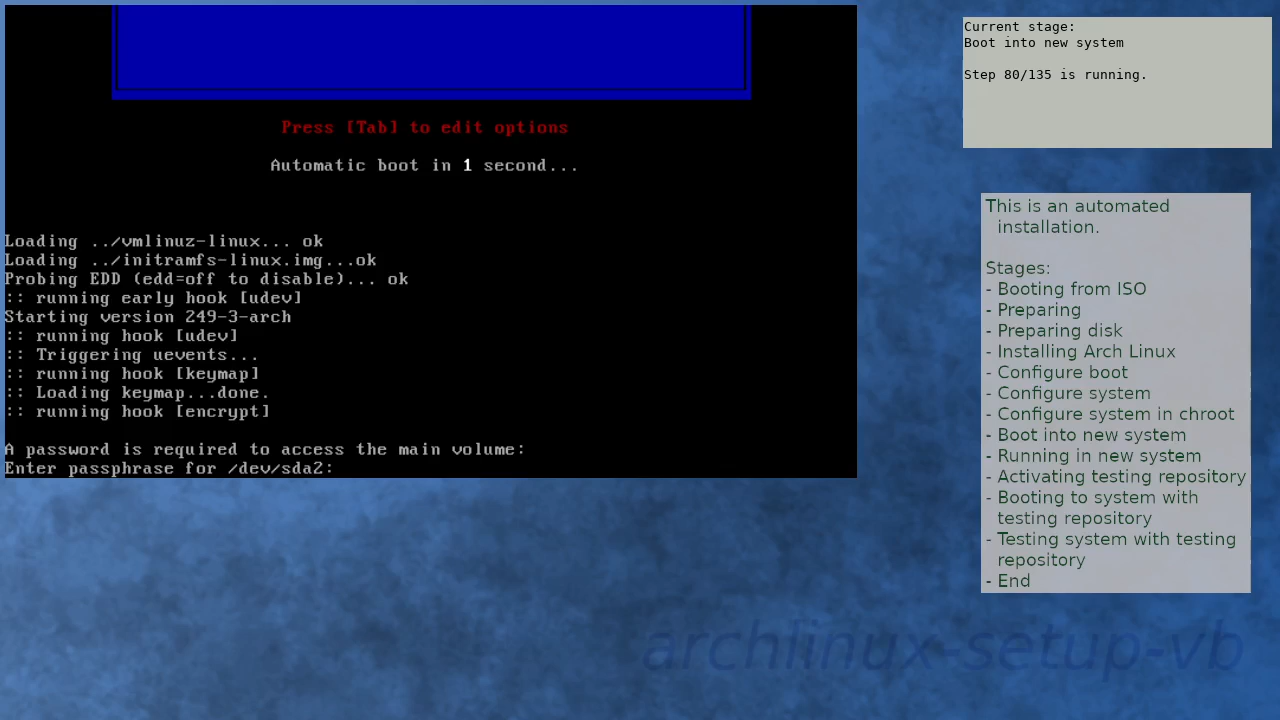 Press [Tab] to edit options
Automatic boot in 1 second...
Loading ../vmlinuz-linux... ok
Loading ../initramfs-linux.img...ok
Probing EDD (edd=off to disable)... ok
:: running early hook [udev]
Starting version 249-3-arch
:: running hook [udev]
:: Triggering uevents...
:: running hook [keymap]
:: Loading keymap...done.
:: running hook [encrypt]
A password is required to access the main volume:
Enter passphrase for /dev/sda2:
Current stage:
Boot into new system
Step 80/135 is running.
This is an automated
installation.
Stages:
- Booting from ISO
- Preparing
- Preparing disk
- Installing Arch Linux
- Configure boot
- Configure system
- Configure system in chroot
- Boot into new system
- Running in new system
- Activating testing repository
- Booting to system with
testing repository
- Testing system with testing
repository
- End
archlinux-setup-vb